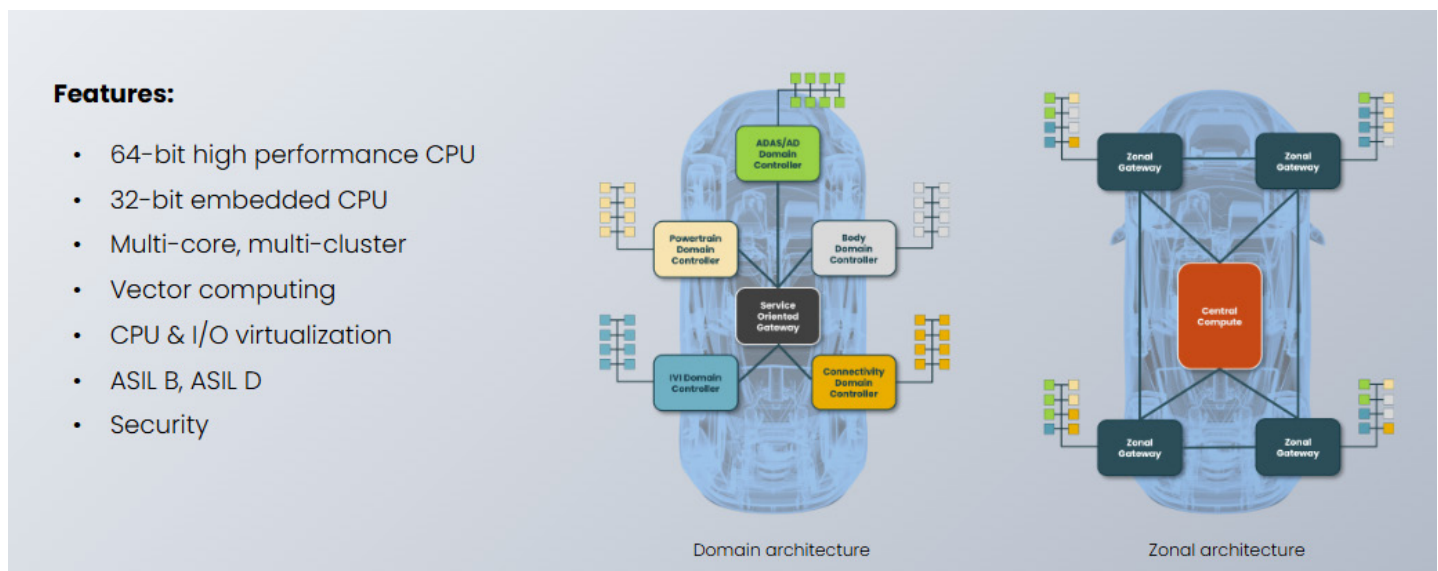 Features:
• 64-bit high performance CPU
• 32-bit embedded CPU
• Multi-core, multi-cluster
• Vector computing
• CPU & I/O virtualization
• ASIL B, ASIL D
• Security
ADAS/AD
Domain
Controller
Powertrain
Domain
Controller
Body
Domain
Controller
Service
Oriented
Gateway
IVI Domain
Controller
Connectivity
Domain
Controller
Domain architecture
Zonal
Gateway
Zonal
Gateway
Central
Compute
Zonal
Gateway
Zonal
Gateway
Zonal architecture